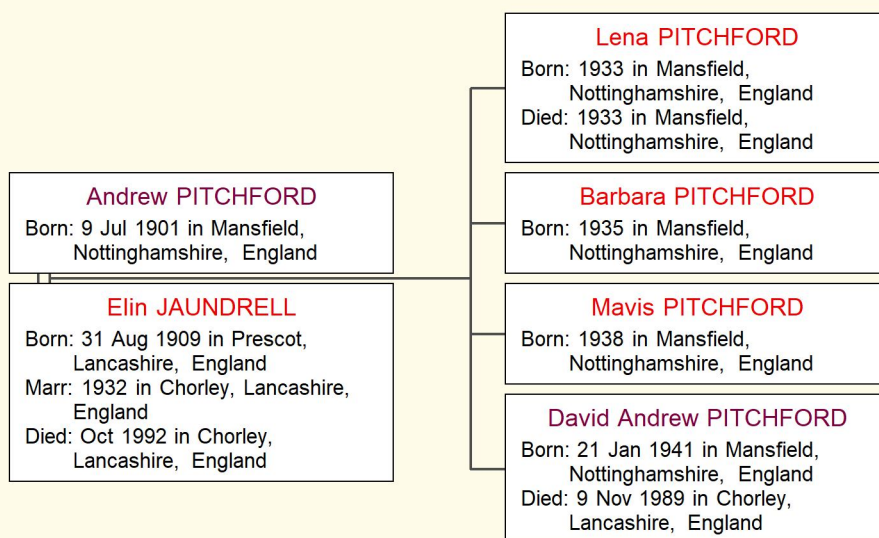 Andrew PITCHFORD
Born: 9 Jul 1901 in Mansfield,
Nottinghamshire, England
Elin JAUNDRELL
Born: 31 Aug 1909 in Prescot,
Lancashire, England
Marr: 1932 in Chorley, Lancashire,
England
Died: Oct 1992 in Chorley,
Lancashire, England
Lena PITCHFORD
Born: 1933 in Mansfield,
Nottinghamshire, England
Died: 1933 in Mansfield,
Nottinghamshire, England
Barbara PITCHFORD
Born: 1935 in Mansfield,
Nottinghamshire, England
Mavis PITCHFORD
Born: 1938 in Mansfield,
Nottinghamshire, England
David Andrew PITCHFORD
Born: 21 Jan 1941 in Mansfield,
Nottinghamshire, England
Died: 9 Nov 1989 in Chorley,
Lancashire, England